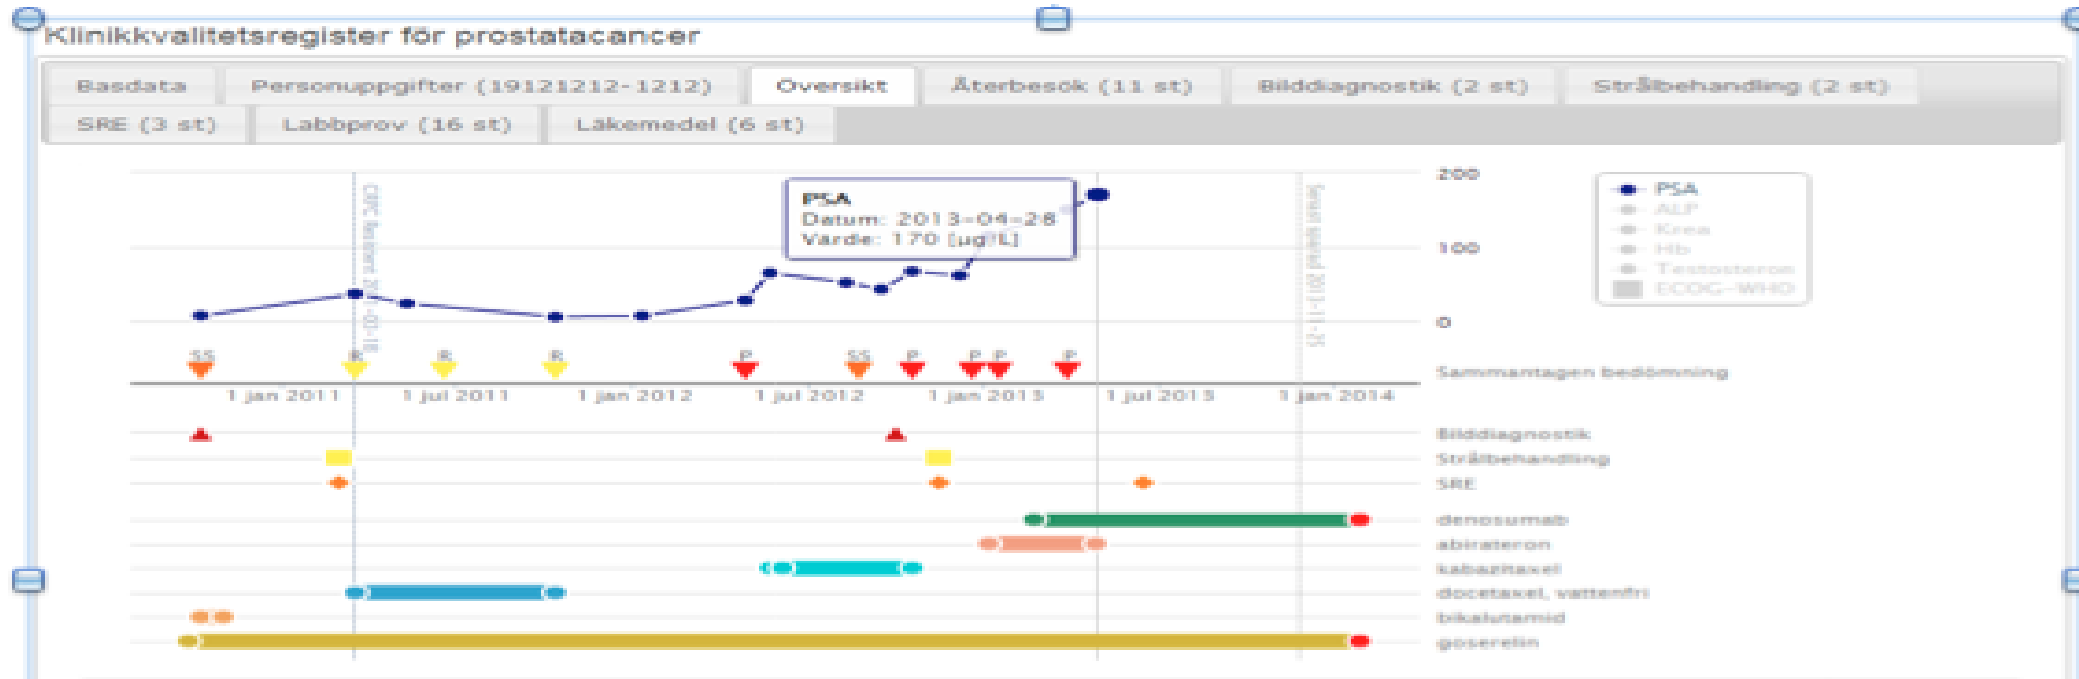 Klinikkvalitetsregister för prostatacancer
Basdata Personuppgifter (19121212-1212) Översikt Återbesök (11 st) Bilddiagnostik (2 st) Strålbehandling (2 st)
SRE (3 st) Labbprov (16 st) Läkemedel (6 st)
200
100
0
PSA
Datum: 2013-04-28
Värde: 170 [µg/L]
PSA
ALP
Krea
Hb
Testosteron
ECOG-WHO
SS R R R P SS P P P P
Sammantagen bedömning
1 jan 2011 1 jul 2011 1 jan 2012 1 jul 2012 1 jan 2013 1 jul 2013 1 jan 2014
Bilddiagnostik
Strålbehandling
SRE
denosumab
abirateron
kabazitaxel
docetaxel, vattenfri
bikalutamid
goserelin